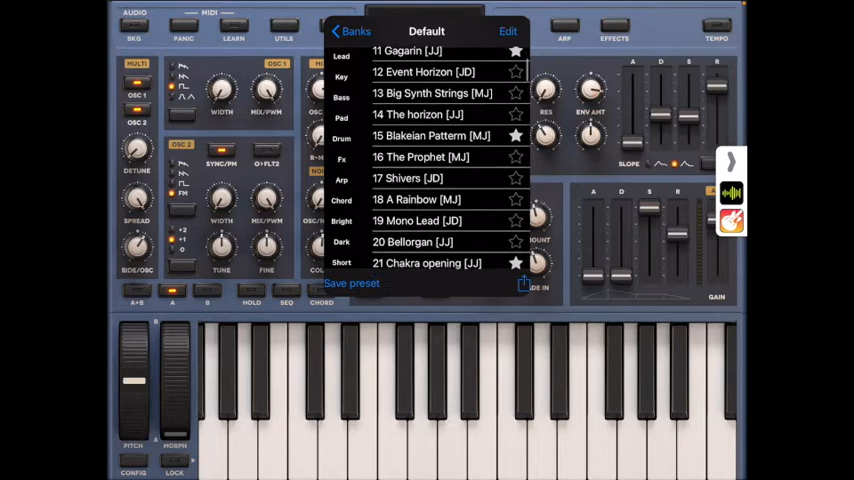 AUDIO
MIDI
BKG
PANIC
LEARN
UTILS
ARP
EFFECTS
TEMPO
Banks
Default
Edit
Lead
Key
Bass
Pad
Drum
Fx
Arp
Chord
Bright
Dark
Short
11 Gagarin [JJ]
12 Event Horizon [JD]
13 Big Synth Strings [MJ]
14 The horizon [JJ]
15 Blakeian Patterm [MJ]
16 The Prophet [MJ]
17 Shivers [JD]
18 A Rainbow [MJ]
19 Mono Lead [JD]
20 Bellorgan [JJ]
21 Chakra opening [JJ]
Save preset
MULTI
OSC 1
OSC 2
DETUNE
SPREAD
SIDE/OSC
OSC 1
WIDTH
MIX/PWM
OSC 2
SYNC/PM
O>FLT2
FM
WIDTH
MIX/PWM
+2
+1
0
TUNE
FINE
RES
ENV AMT
A
D
S
R
SLOPE
A
D
S
R
GAIN
A+B
A
B
HOLD
SEQ
CHORD
B
A
PITCH
MORPH
CONFIG
LOCK